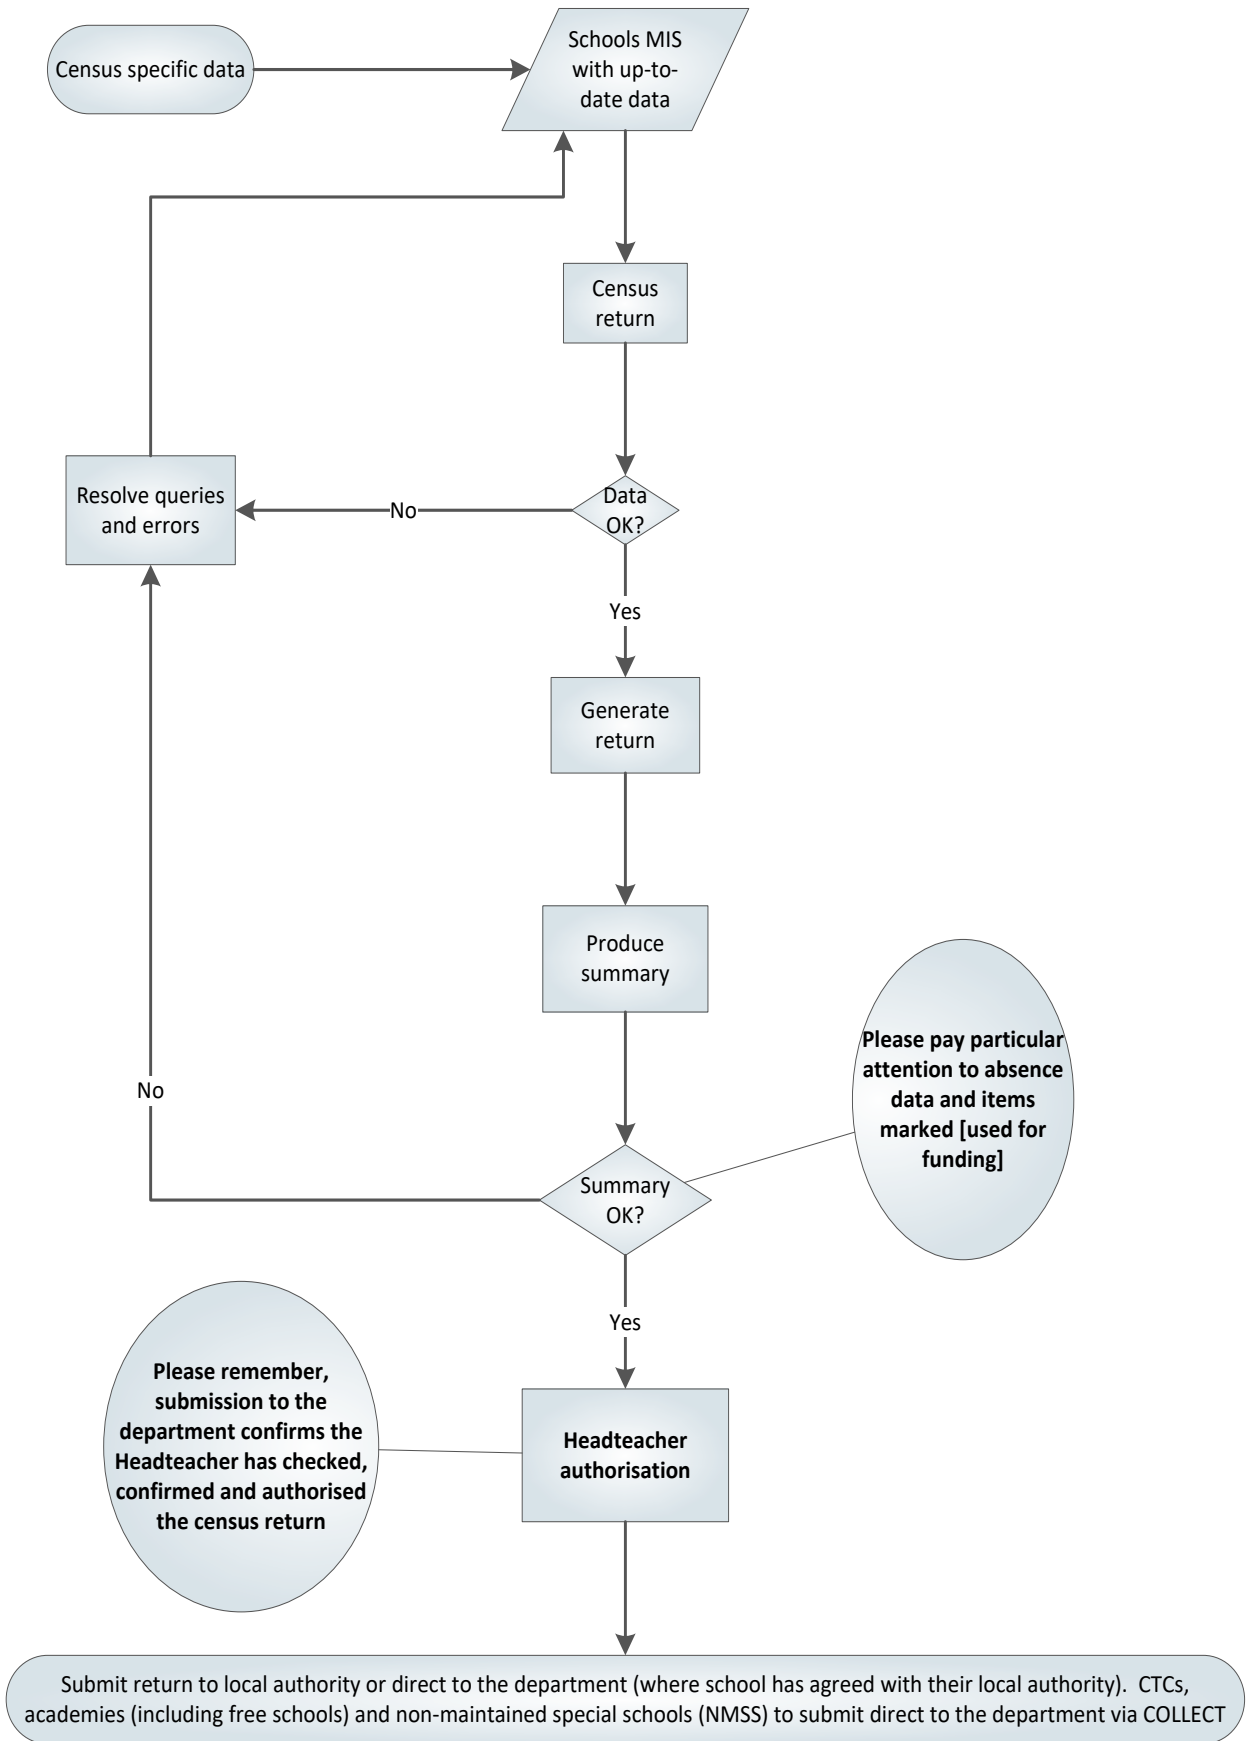 Census specific data
Schools MIS
with up-to-
date data
Census
return
Resolve queries
and errors
No
Data
OK?
Yes
Generate
return
Produce
summary
Please pay particular
attention to absence
data and items
marked [used for
funding]
No
Summary
OK?
Yes
Please remember,
submission to the
department confirms the
Headteacher has checked,
confirmed and authorised
the census return
Headteacher
authorisation
Submit return to local authority or direct to the department (where school has agreed with their local authority).  CTCs,
academies (including free schools) and non-maintained special schools (NMSS) to submit direct to the department via COLLECT